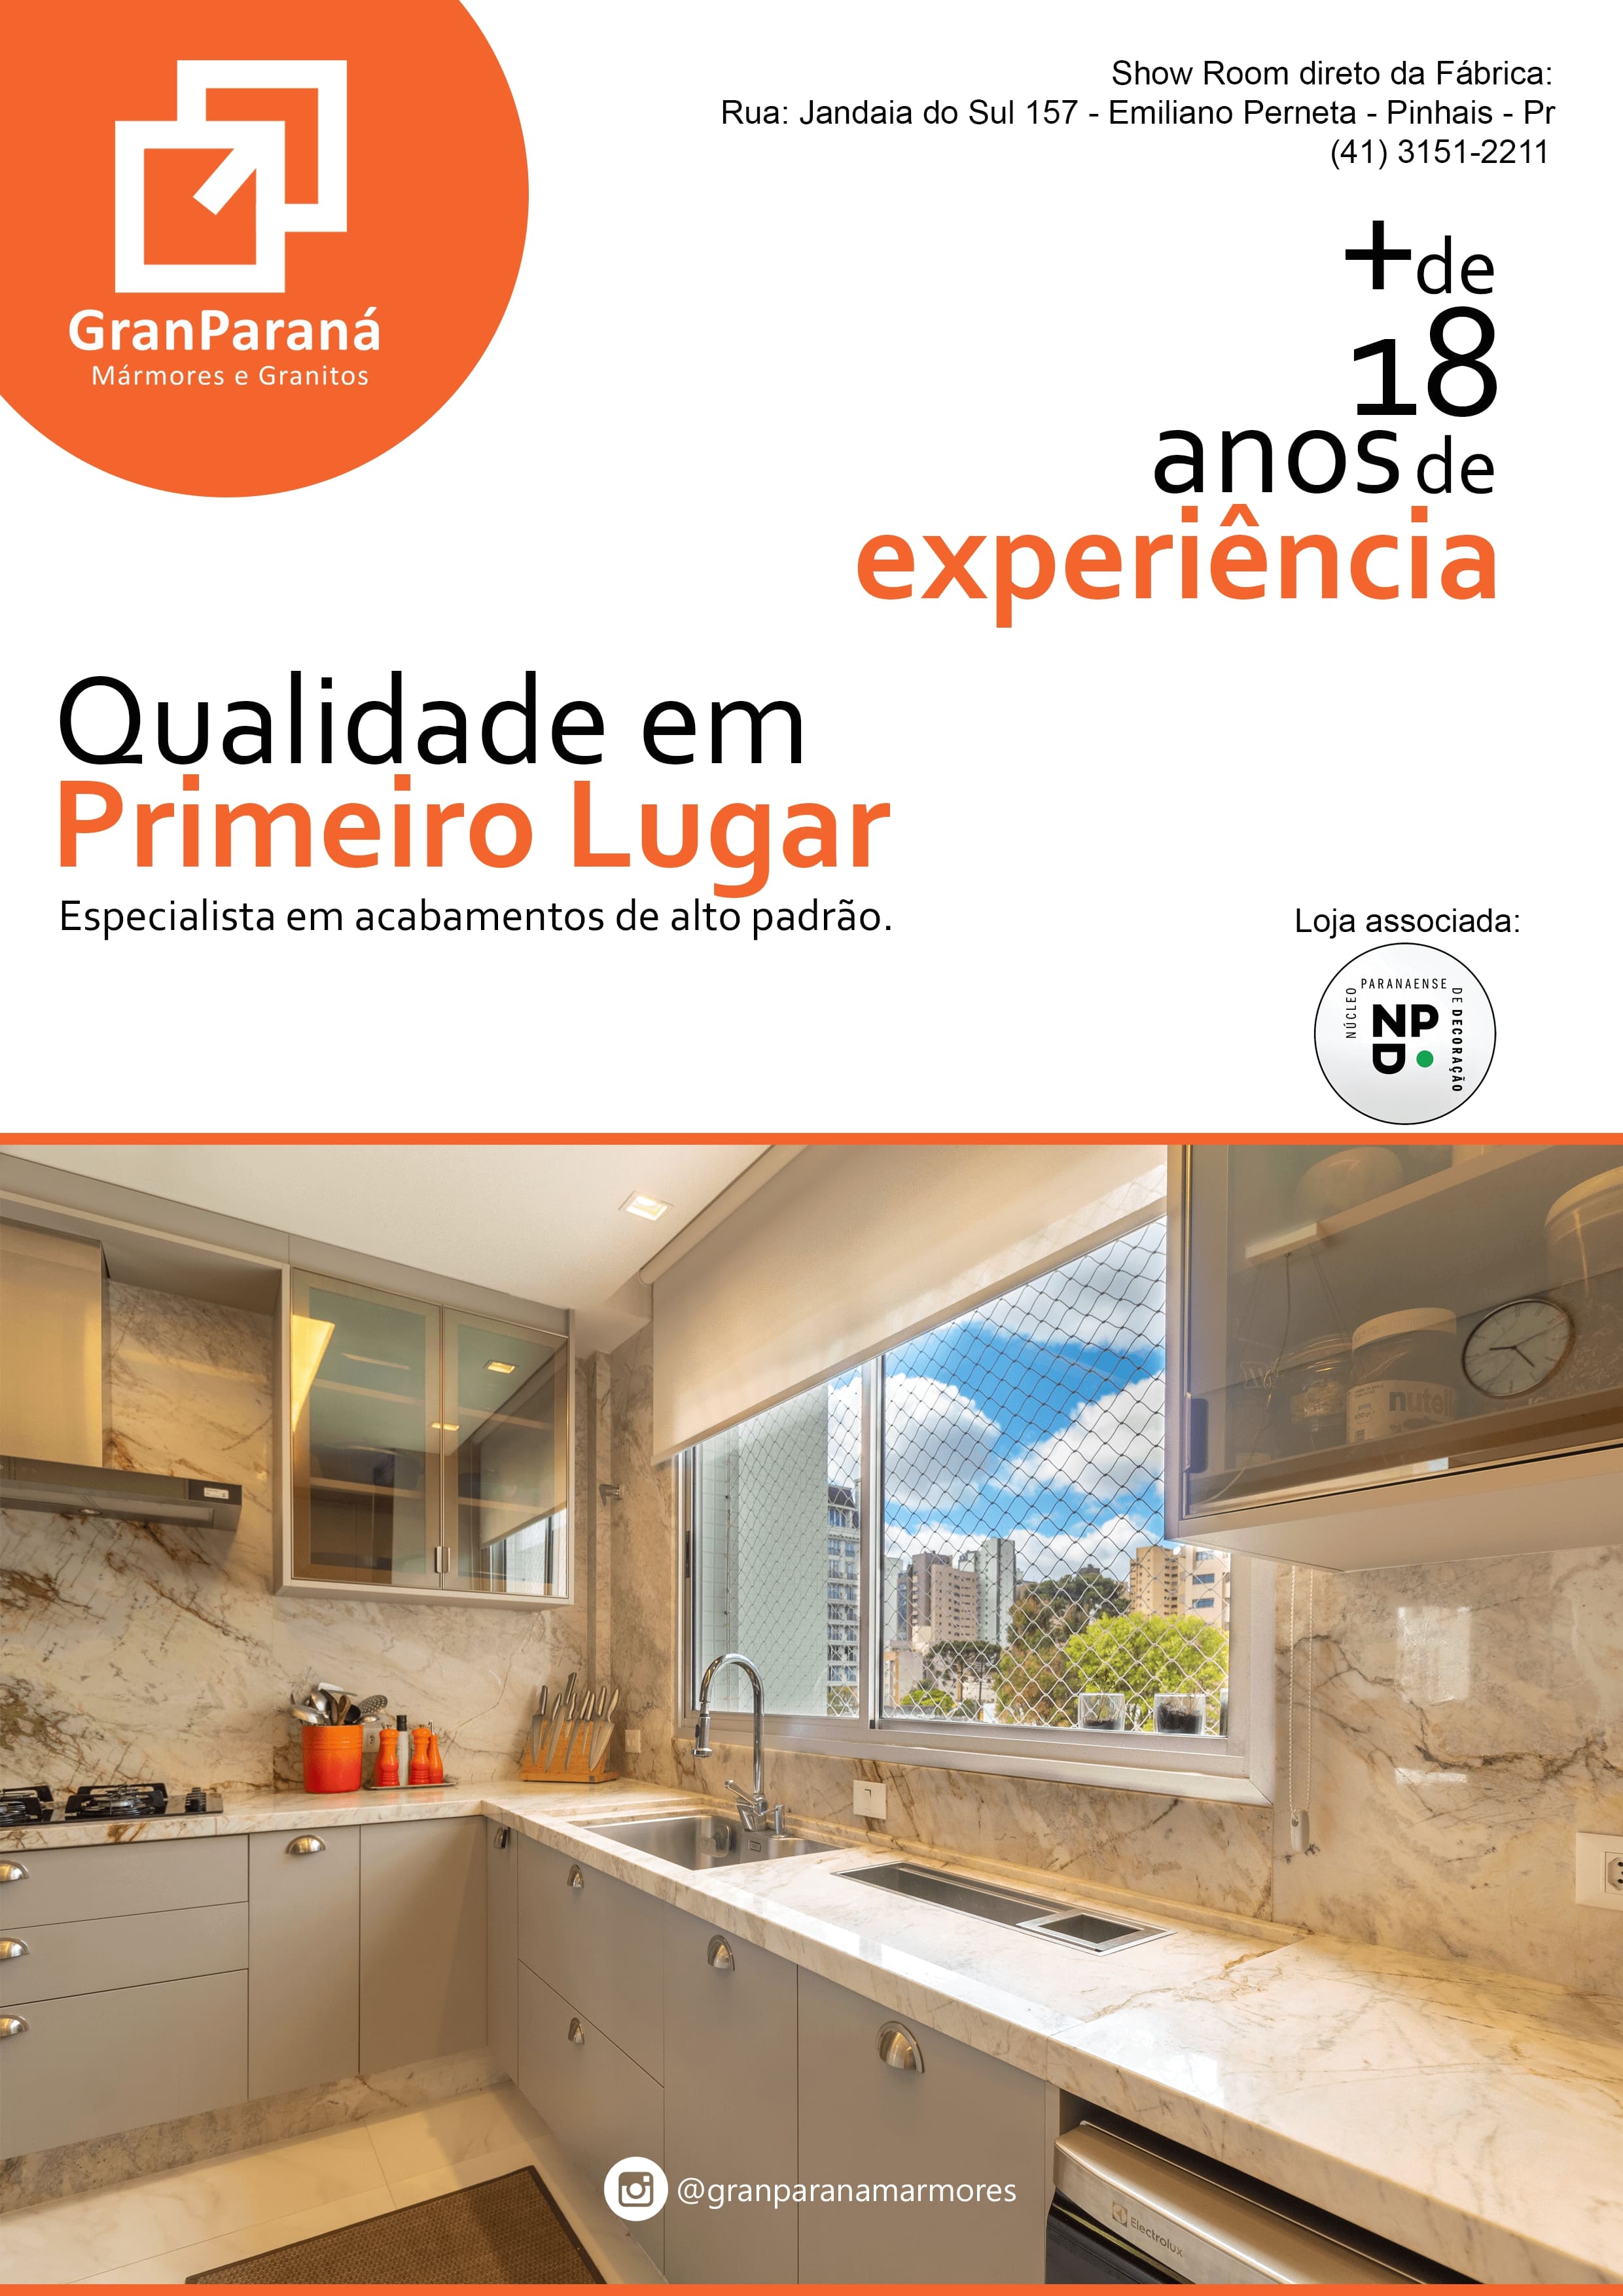 GranParaná
Mármores e Granitos
Show Room direto da Fábrica:
Rua: Jandaia do Sul 157 - Emiliano Perneta - Pinhais - Pr
(41) 3151-2211
+de
18
anos de
experiência
Qualidade em
Primeiro Lugar
Especialista em acabamentos de alto padrão.
Loja associada:
NÚCLEO
PARANAENSE
DE DECORAÇÃO
NP
D
nutella
@granparanamarmores
Electrolux